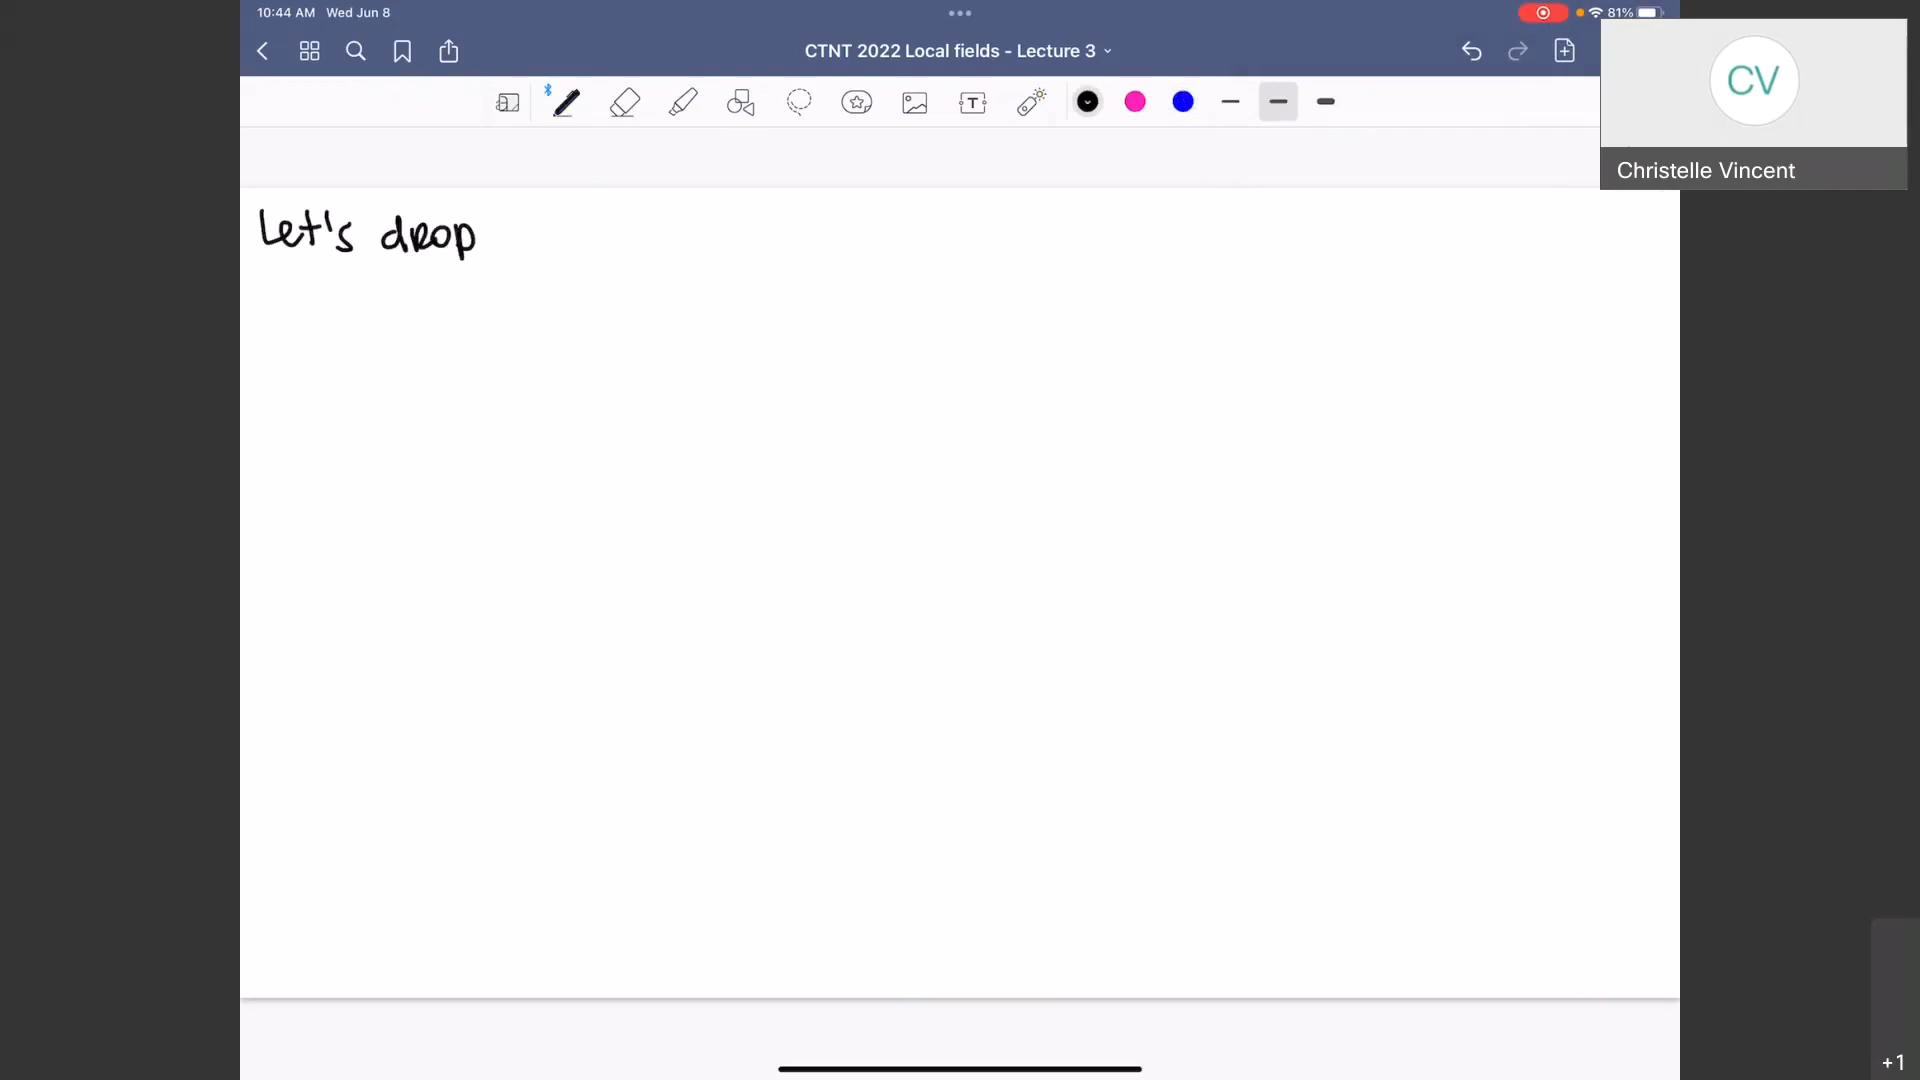 10:44 AM Wed Jun 8
81%
CTNT 2022 Local fields - Lecture 3
T
CV
Christelle Vincent
Let's drop
+1